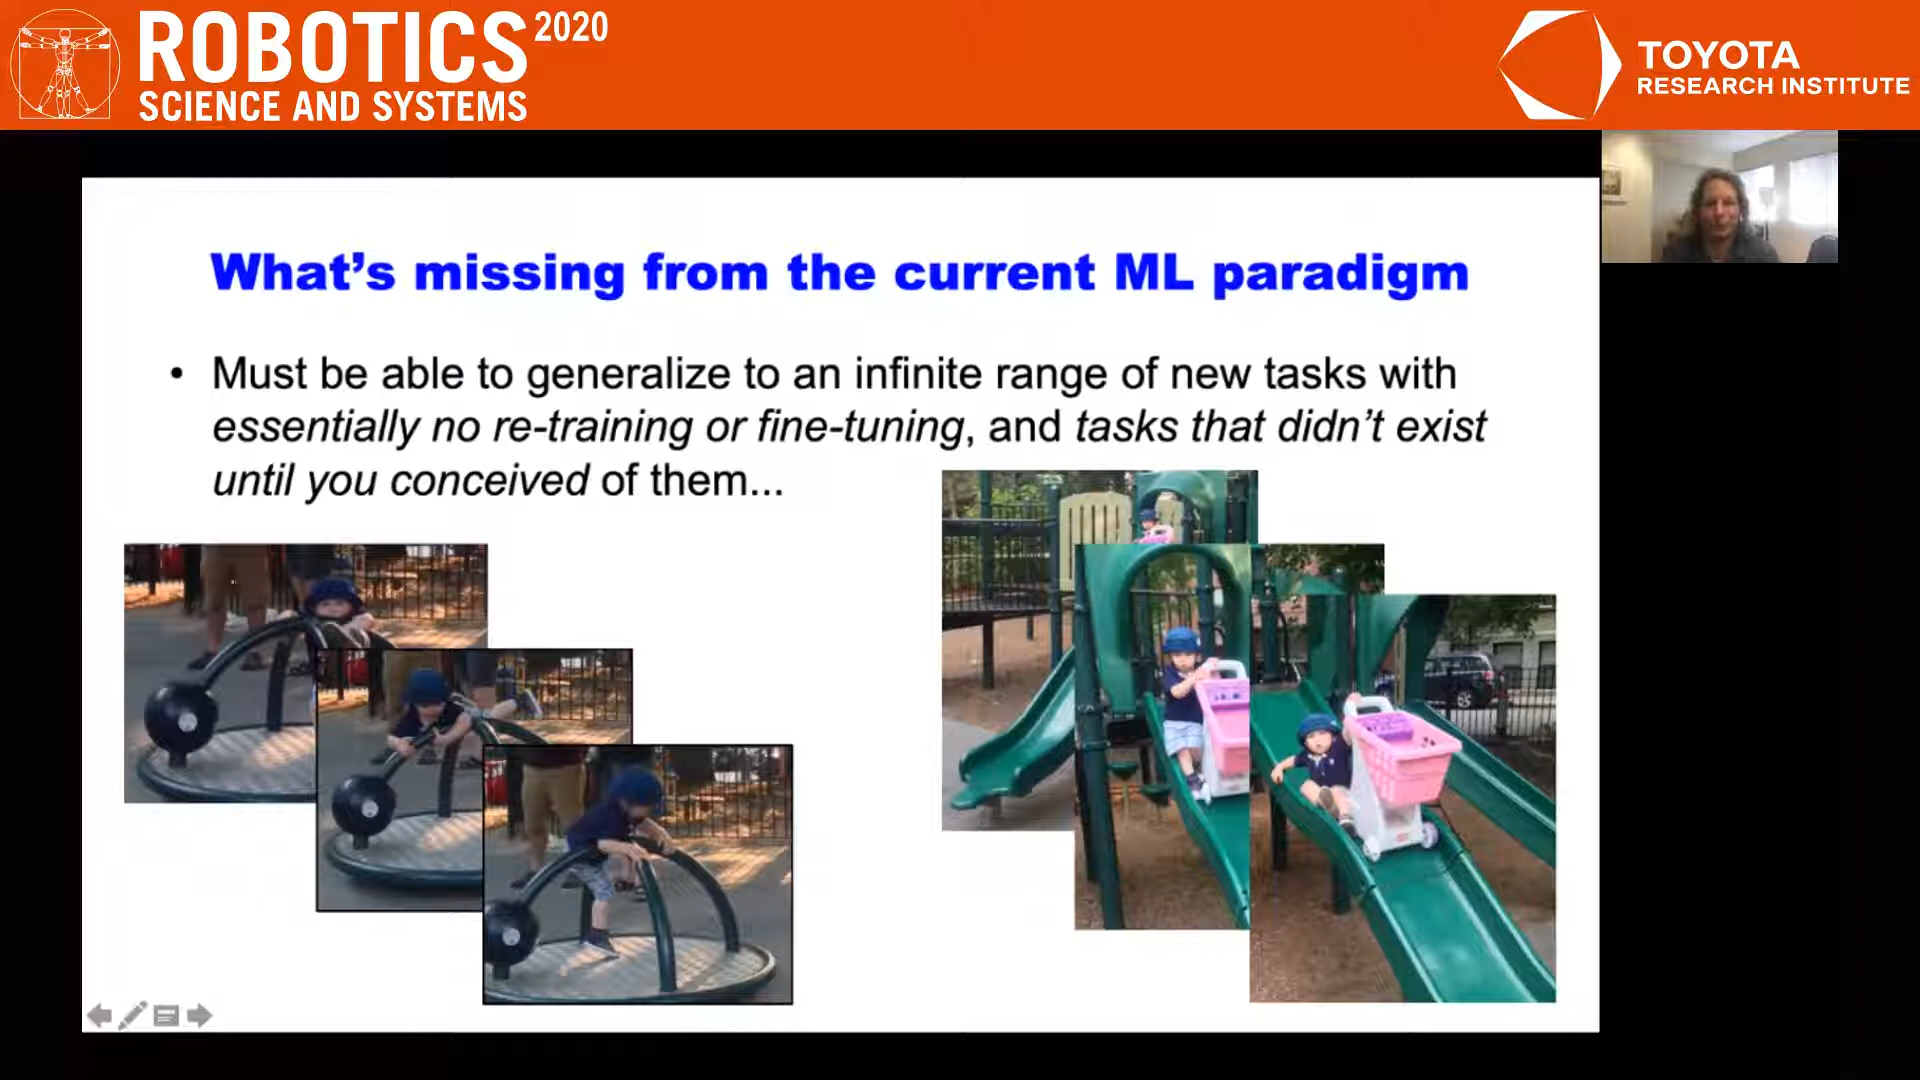 ROBOTICS 2020
SCIENCE AND SYSTEMS
TOYOTA
RESEARCH INSTITUTE
What's missing from the current ML paradigm
• Must be able to generalize to an infinite range of new tasks with
essentially no re-training or fine-tuning, and tasks that didn't exist
until you conceived of them...